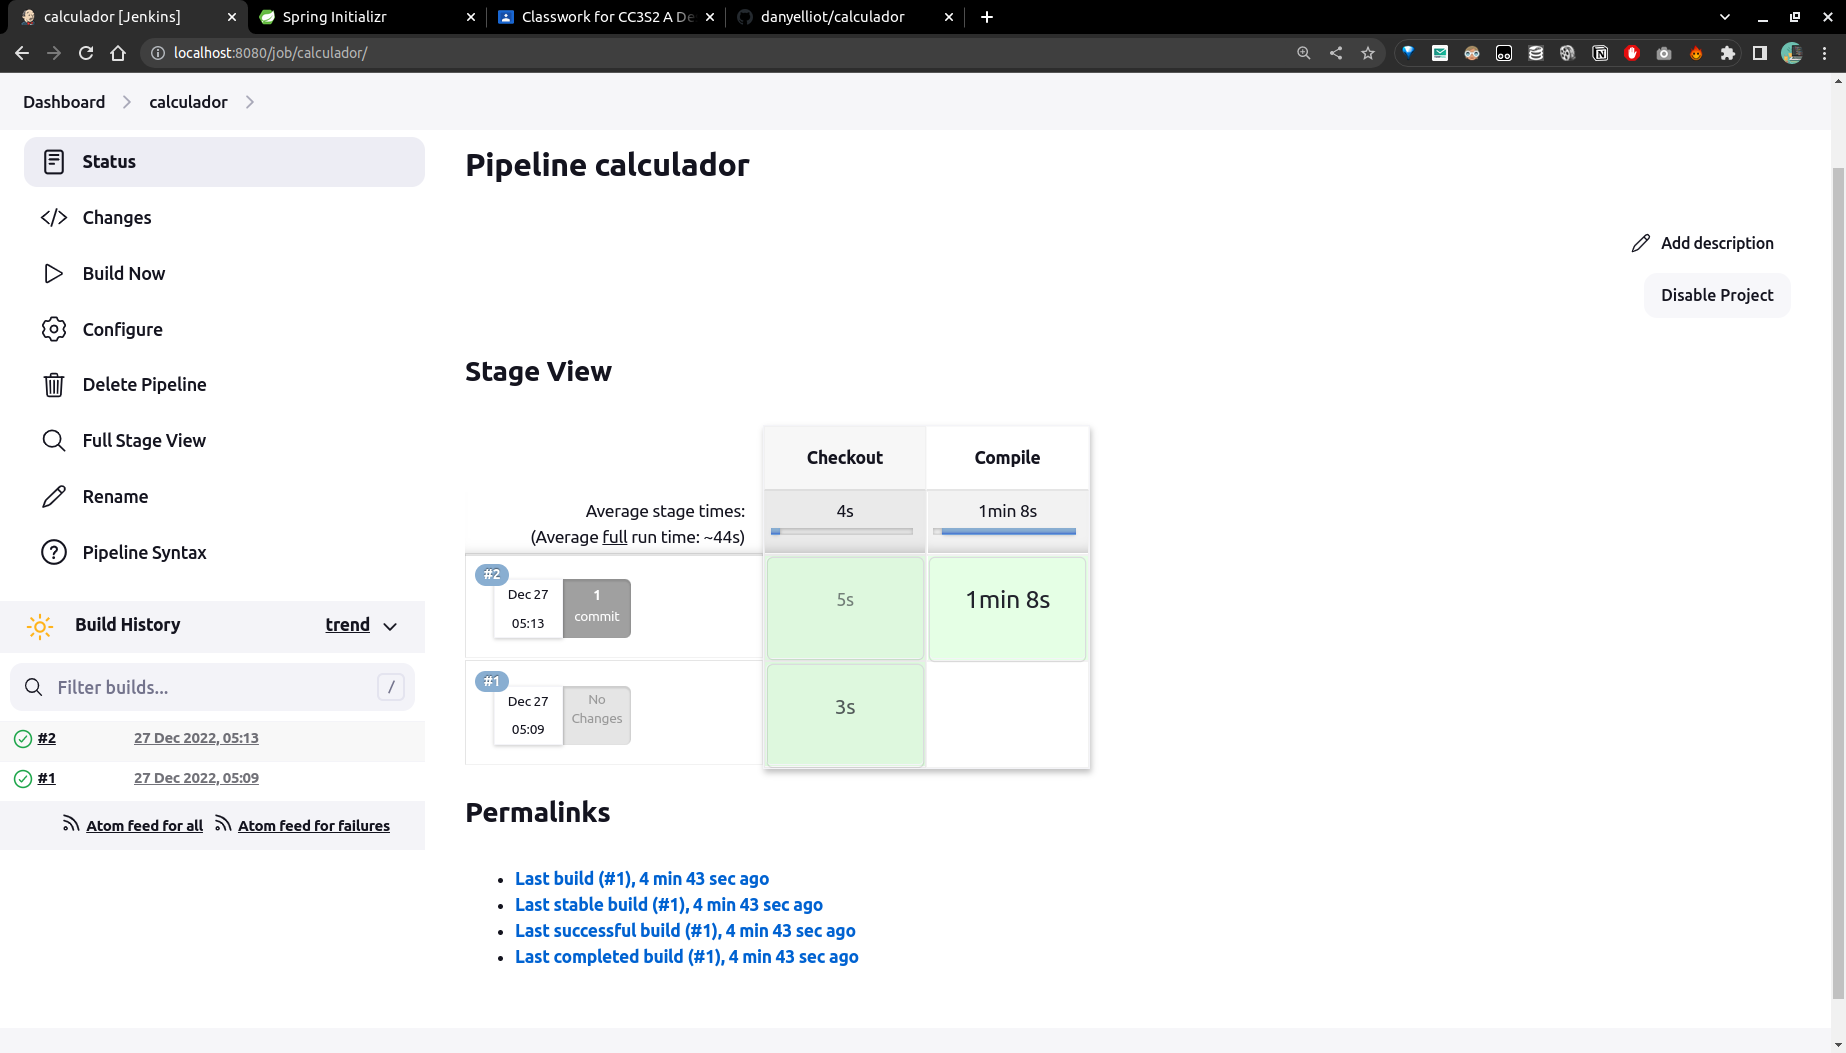 calculador [Jenkins]
Spring Initializr
Classwork for CC3S2 A De
danyelliot/calculador
localhost:8080/job/calculador/
Dashboard
calculador
Status
Changes
Build Now
Configure
Delete Pipeline
Full Stage View
Rename
Pipeline Syntax
Build History
trend
Filter builds...
/
#2
27 Dec 2022, 05:13
#1
27 Dec 2022, 05:09
Atom feed for all
Atom feed for failures
Pipeline calculador
Add description
Disable Project
Stage View
Checkout
Compile
Average stage times:
(Average full run time: ~44s)
4s
1min 8s
#2
Dec 27
05:13
1
commit
5s
1min 8s
#1
Dec 27
05:09
No
Changes
3s
Permalinks
Last build (#1), 4 min 43 sec ago
Last stable build (#1), 4 min 43 sec ago
Last successful build (#1), 4 min 43 sec ago
Last completed build (#1), 4 min 43 sec ago